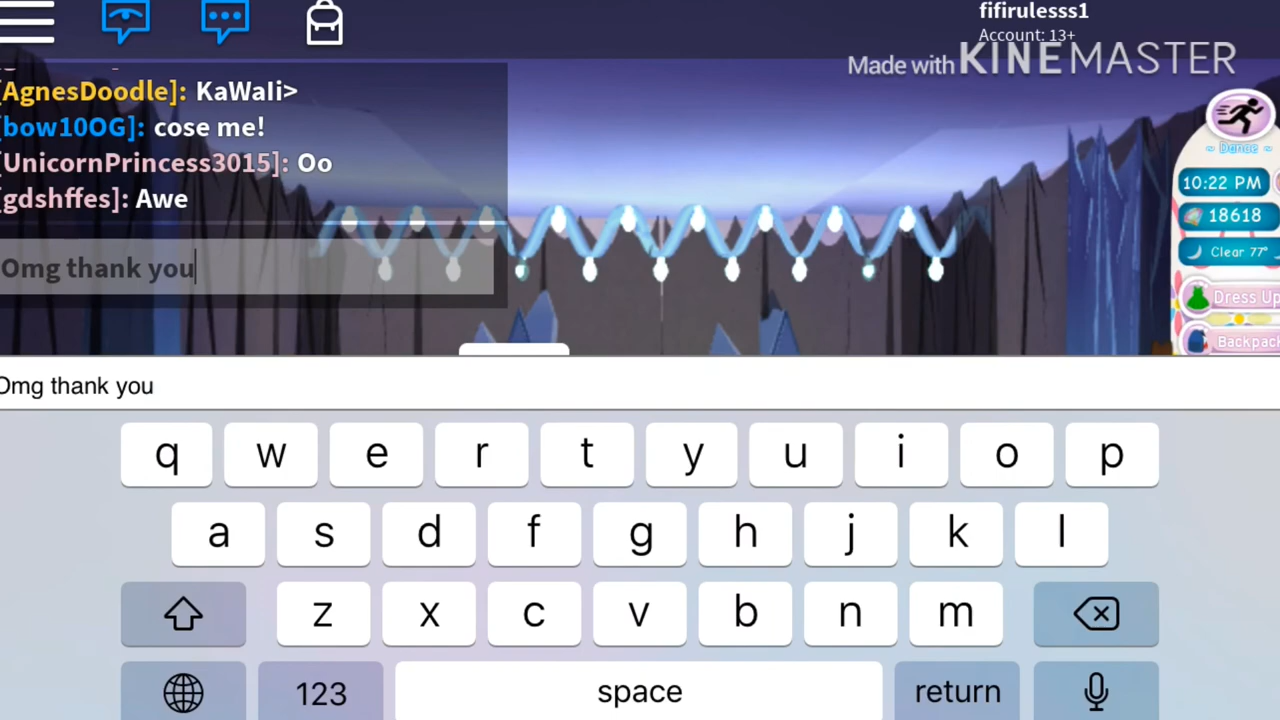 fifirulesss1
Account: 13+
Made with KINEMASTER
[AgnesDoodle]: KaWaIi>
[bow10OG]: cose me!
[UnicornPrincess3015]: Oo
[gdshffes]: Awe
Omg thank you
~ Dance ~
10:22 PM
18618
Clear 77°
Dress Up
Backpack
Omg thank you
q w e r t y u i o p
a s d f g h j k l
z x c v b n m
123 space return